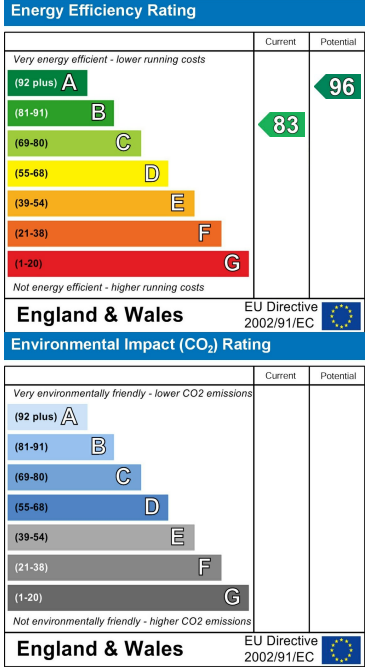 Energy Efficiency Rating
Current Potential
Very energy efficient - lower running costs
(92 plus) A
96
(81-91) B
83
(69-80) C
(55-68) D
(39-54) E
(21-38) F
(1-20) G
Not energy efficient - higher running costs
England & Wales
EU Directive
2002/91/EC
Environmental Impact (CO₂) Rating
Current Potential
Very environmentally friendly - lower CO2 emissions
(92 plus) A
(81-91) B
(69-80) C
(55-68) D
(39-54) E
(21-38) F
(1-20) G
Not environmentally friendly - higher CO2 emissions
England & Wales
EU Directive
2002/91/EC